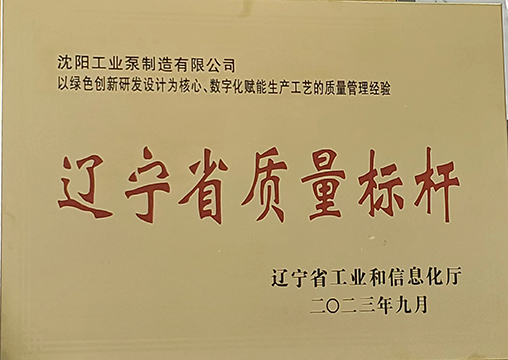 沈阳工业泵制造有限公司
以绿色创新研发设计为核心、数字化赋能生产工艺的质量管理经验
辽宁省质量标杆
辽宁省工业和信息化厅
二〇二三年九月